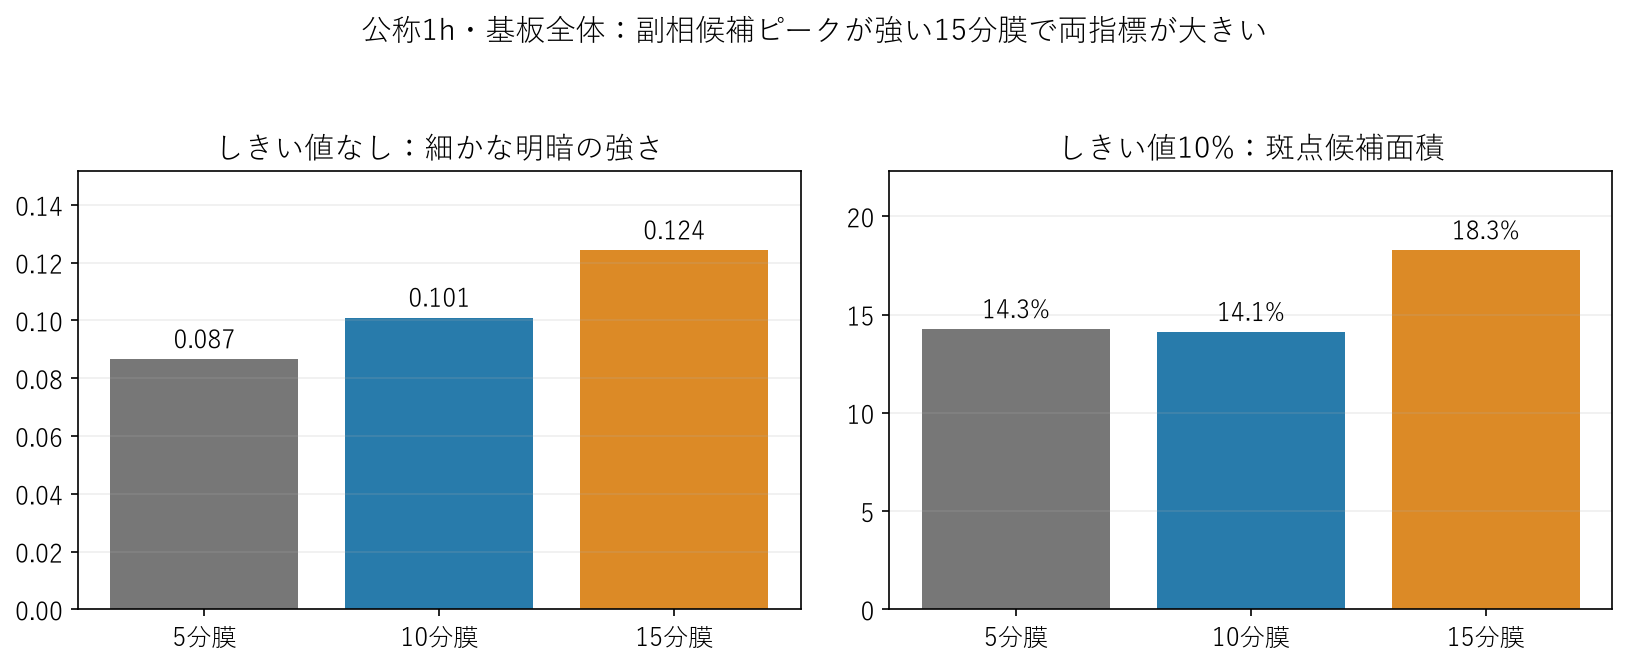 公称1h・基板全体：副相候補ピークが強い15分膜で両指標が大きい
しきい値なし：細かな明暗の強さ
0.14
0.12
0.10
0.08
0.06
0.04
0.02
0.00
0.087
0.101
0.124
5分膜
10分膜
15分膜
しきい値10%：斑点候補面積
20
15
10
5
0
14.3%
14.1%
18.3%
5分膜
10分膜
15分膜